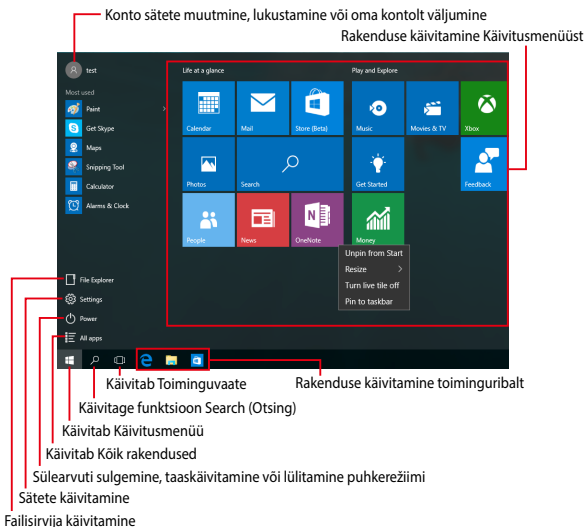 Konto sätete muutmine, lukustamine või oma kontolt väljumine
Rakenduse käivitamine Käivitusmenüüst
test
Life at a glance
Play and Explore
Most used
Paint
Get Skype
Maps
Snipping Tool
Calculator
Alarms & Clock
Calendar
Mail
Store (Beta)
Music
Movies & TV
Xbox
Photos
Search
Get Started
Feedback
People
News
OneNote
Money
Unpin from Start
Resize
Turn live tile off
Pin to taskbar
File Explorer
Settings
Power
All apps
Käivitab Toiminguvaate
Rakenduse käivitamine toiminguribalt
Käivitage funktsioon Search (Otsing)
Käivitab Käivitusmenüü
Käivitab Kõik rakendused
Sülearvuti sulgemine, taaskäivitamine või lülitamine puhkerežiimi
Sätete käivitamine
Failisirvija käivitamine